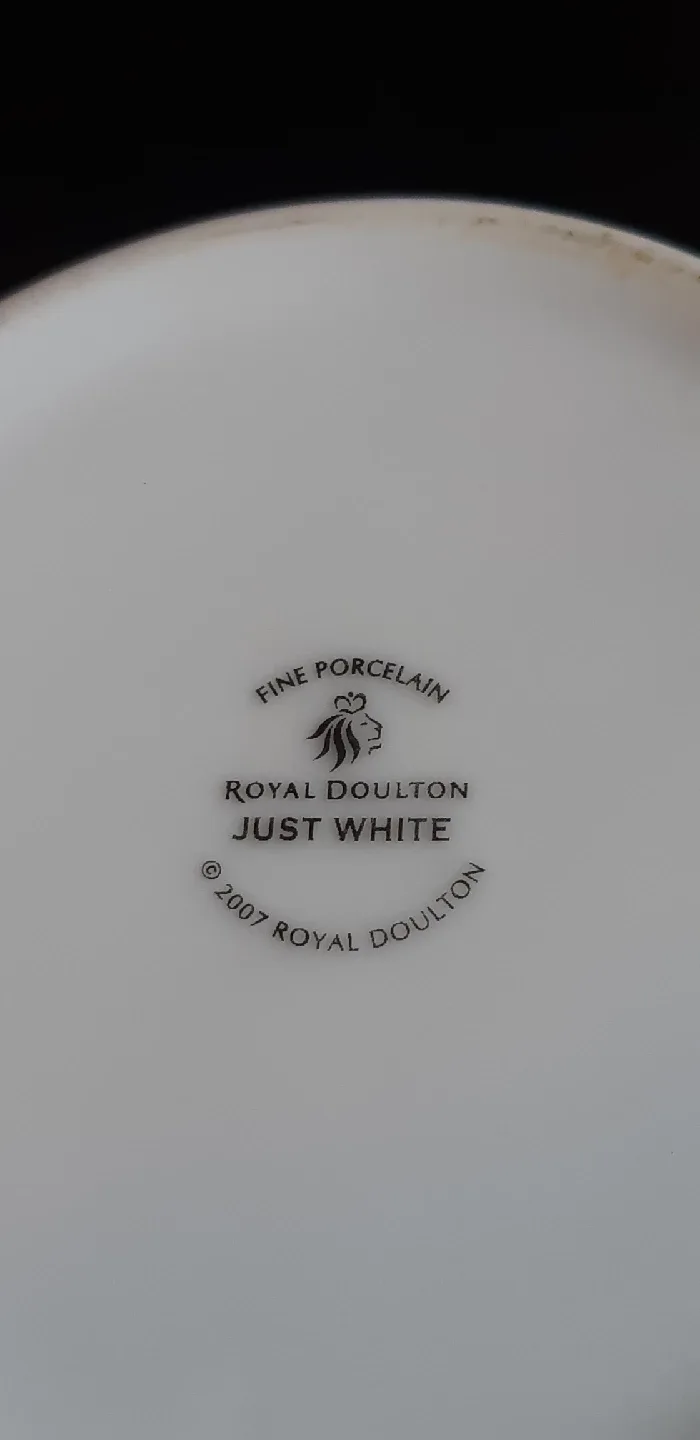 FINE PORCELAIN
ROYAL DOULTON
JUST WHITE
© 2007 ROYAL DOULTON